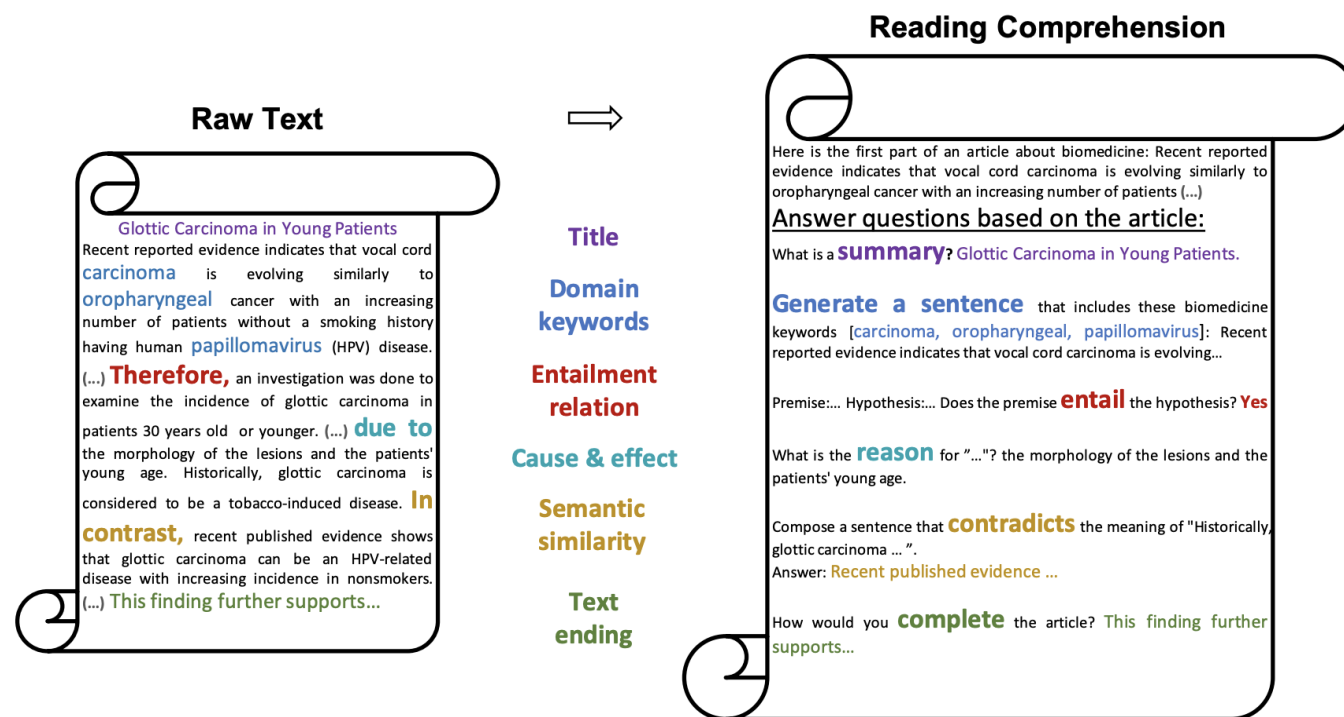 Reading Comprehension
Raw Text
Glottic Carcinoma in Young Patients
Recent reported evidence indicates that vocal cord
carcinoma is evolving similarly to
oropharyngeal cancer with an increasing
number of patients without a smoking history
having human papillomavirus (HPV) disease.
(...) Therefore, an investigation was done to
examine the incidence of glottic carcinoma in
patients 30 years old or younger. (...) due to
the morphology of the lesions and the patients'
young age. Historically, glottic carcinoma is
considered to be a tobacco-induced disease. In
contrast, recent published evidence shows
that glottic carcinoma can be an HPV-related
disease with increasing incidence in nonsmokers.
(...) This finding further supports...
Title
Domain
keywords
Entailment
relation
Cause & effect
Semantic
similarity
Text
ending
Here is the first part of an article about biomedicine: Recent reported
evidence indicates that vocal cord carcinoma is evolving similarly to
oropharyngeal cancer with an increasing number of patients (...)
Answer questions based on the article:
What is a summary? Glottic Carcinoma in Young Patients.
Generate a sentence that includes these biomedicine
keywords [carcinoma, oropharyngeal, papillomavirus]: Recent
reported evidence indicates that vocal cord carcinoma is evolving...
Premise:... Hypothesis:... Does the premise entail the hypothesis? Yes
What is the reason for "..."? the morphology of the lesions and the
patients' young age.
Compose a sentence that contradicts the meaning of "Historically,
glottic carcinoma ... ".
Answer: Recent published evidence ...
How would you complete the article? This finding further
supports...